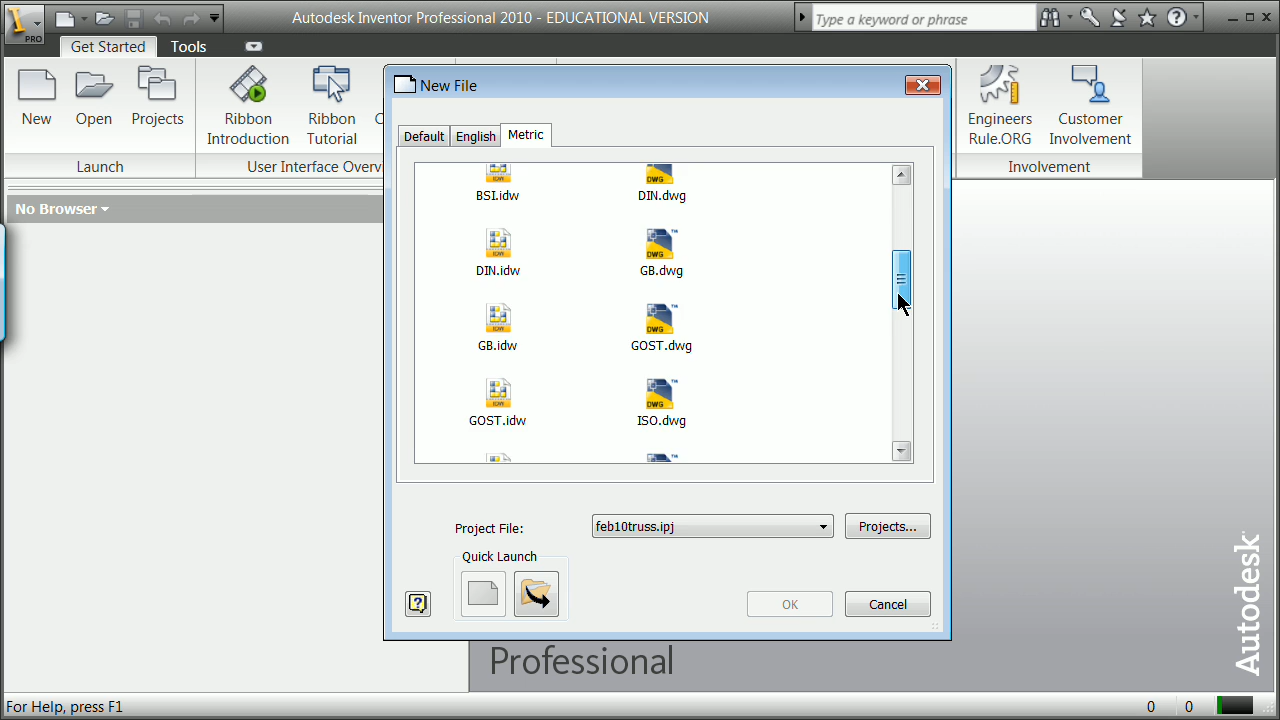 Autodesk Inventor Professional 2010 - EDUCATIONAL VERSION
Type a keyword or phrase
PRO
Get Started
Tools
New
Open
Projects
Ribbon
Introduction
Ribbon
Tutorial
Engineers
Rule.ORG
Customer
Involvement
Launch
User Interface Overv
Involvement
No Browser
New File
Default
English
Metric
BSI.idw
DIN.dwg
DIN.idw
GB.dwg
GB.idw
GOST.dwg
GOST.idw
ISO.dwg
Project File:
feb10truss.ipj
Projects...
Quick Launch
OK
Cancel
Professional
Autodesk
For Help, press F1
0
0